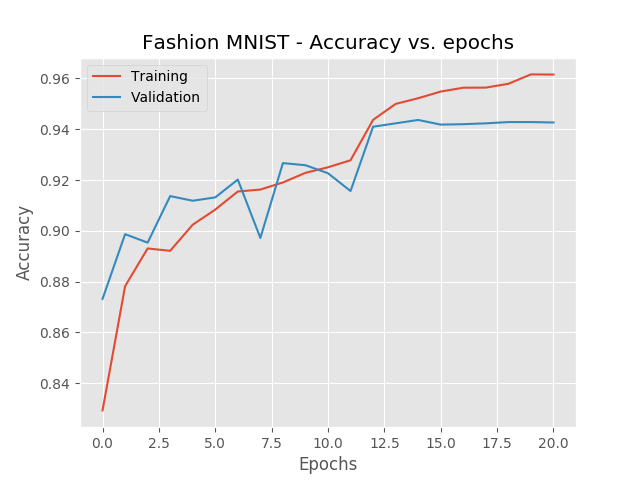 Fashion MNIST - Accuracy vs. epochs
Training
Validation
0.96
0.94
0.92
0.90
0.88
0.86
0.84
Accuracy
0.0 2.5 5.0 7.5 10.0 12.5 15.0 17.5 20.0
Epochs